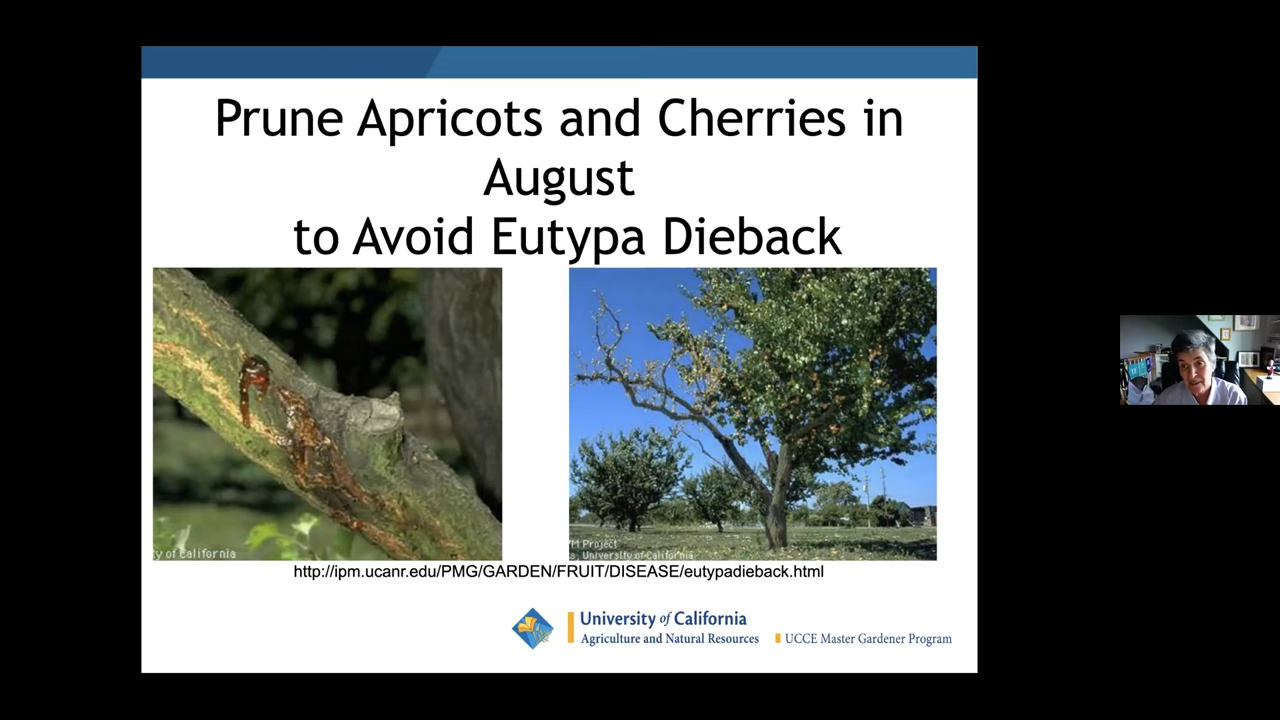 Prune Apricots and Cherries in
August
to Avoid Eutypa Dieback
ty of California
M Project
s, University of California
http://ipm.ucanr.edu/PMG/GARDEN/FRUIT/DISEASE/eutypadieback.html
University of California
Agriculture and Natural Resources
UCCE Master Gardener Program